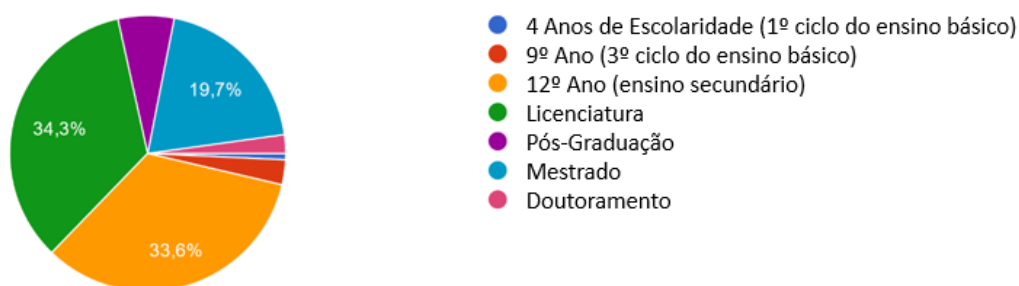 19,7%
34,3%
33,6%
4 Anos de Escolaridade (1º ciclo do ensino básico)
9º Ano (3º ciclo do ensino básico)
12º Ano (ensino secundário)
Licenciatura
Pós-Graduação
Mestrado
Doutoramento